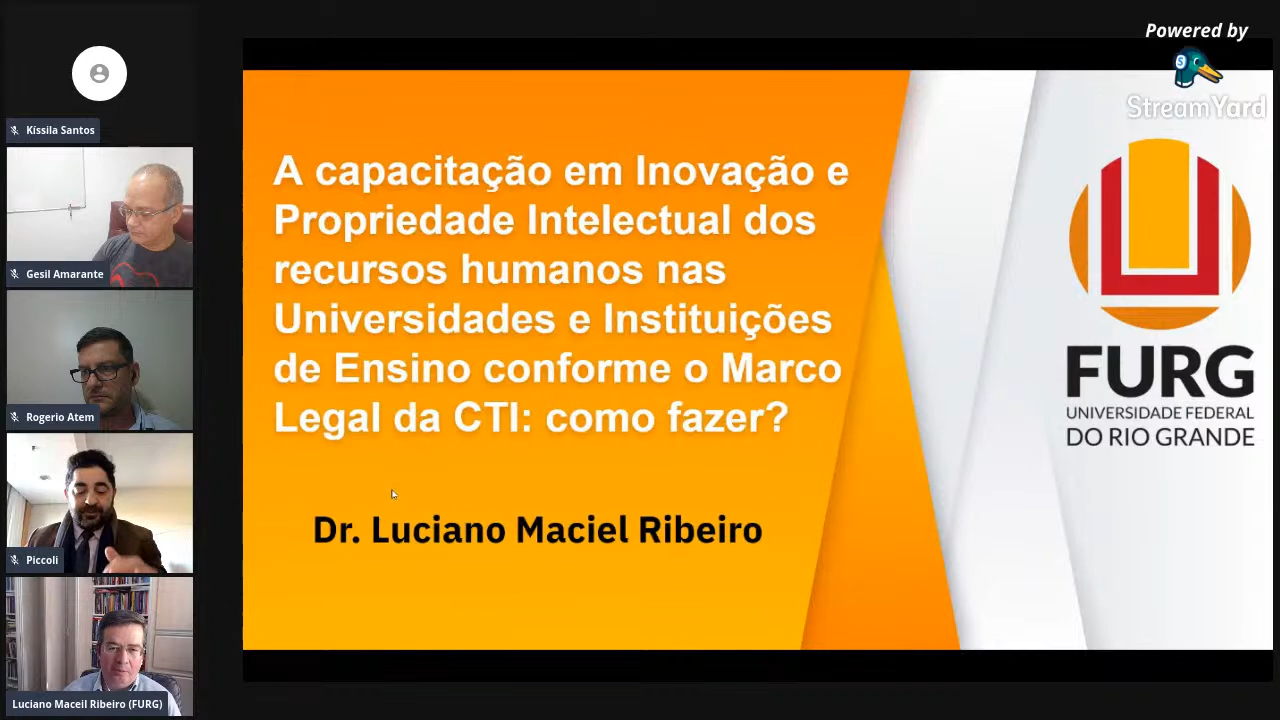 Powered by
StreamYard
Kíssila Santos
Gesil Amarante
Rogerio Atem
Piccoli
Luciano Maceil Ribeiro (FURG)
A capacitação em Inovação e
Propriedade Intelectual dos
recursos humanos nas
Universidades e Instituições
de Ensino conforme o Marco
Legal da CTI: como fazer?
Dr. Luciano Maciel Ribeiro
FURG
UNIVERSIDADE FEDERAL
DO RIO GRANDE